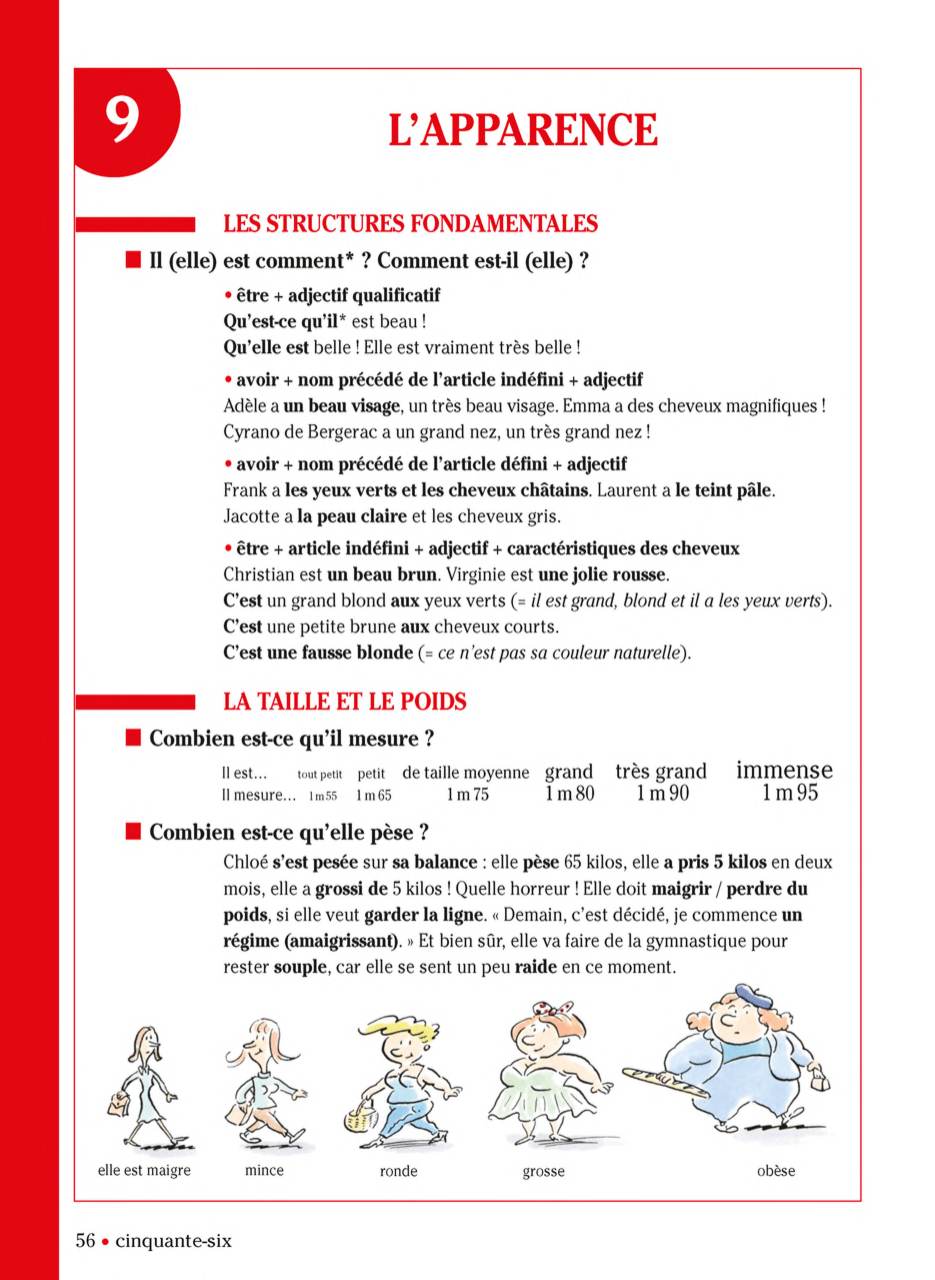 9
L'APPARENCE
LES STRUCTURES FONDAMENTALES
Il (elle) est comment* ? Comment est-il (elle) ?
• être + adjectif qualificatif
Qu'est-ce qu'il* est beau !
Qu'elle est belle ! Elle est vraiment très belle !
• avoir + nom précédé de l'article indéfini + adjectif
Adèle a un beau visage, un très beau visage. Emma a des cheveux magnifiques !
Cyrano de Bergerac a un grand nez, un très grand nez !
• avoir + nom précédé de l'article défini + adjectif
Frank a les yeux verts et les cheveux châtains. Laurent a le teint pâle.
Jacotte a la peau claire et les cheveux gris.
• être + article indéfini + adjectif + caractéristiques des cheveux
Christian est un beau brun. Virginie est une jolie rousse.
C'est un grand blond aux yeux verts (= il est grand, blond et il a les yeux verts).
C'est une petite brune aux cheveux courts.
C'est une fausse blonde (= ce n'est pas sa couleur naturelle).
LA TAILLE ET LE POIDS
Combien est-ce qu'il mesure ?
Il est... tout petit petit de taille moyenne grand très grand immense
Il mesure... 1 m 55 1 m 65 1 m 75 1 m 80 1 m 90 1 m 95
Combien est-ce qu'elle pèse ?
Chloé s'est pesée sur sa balance : elle pèse 65 kilos, elle a pris 5 kilos en deux
mois, elle a grossi de 5 kilos ! Quelle horreur ! Elle doit maigrir / perdre du
poids, si elle veut garder la ligne. « Demain, c'est décidé, je commence un
régime (amaigrissant). » Et bien sûr, elle va faire de la gymnastique pour
rester souple, car elle se sent un peu raide en ce moment.
elle est maigre mince ronde grosse obèse
56 • cinquante-six